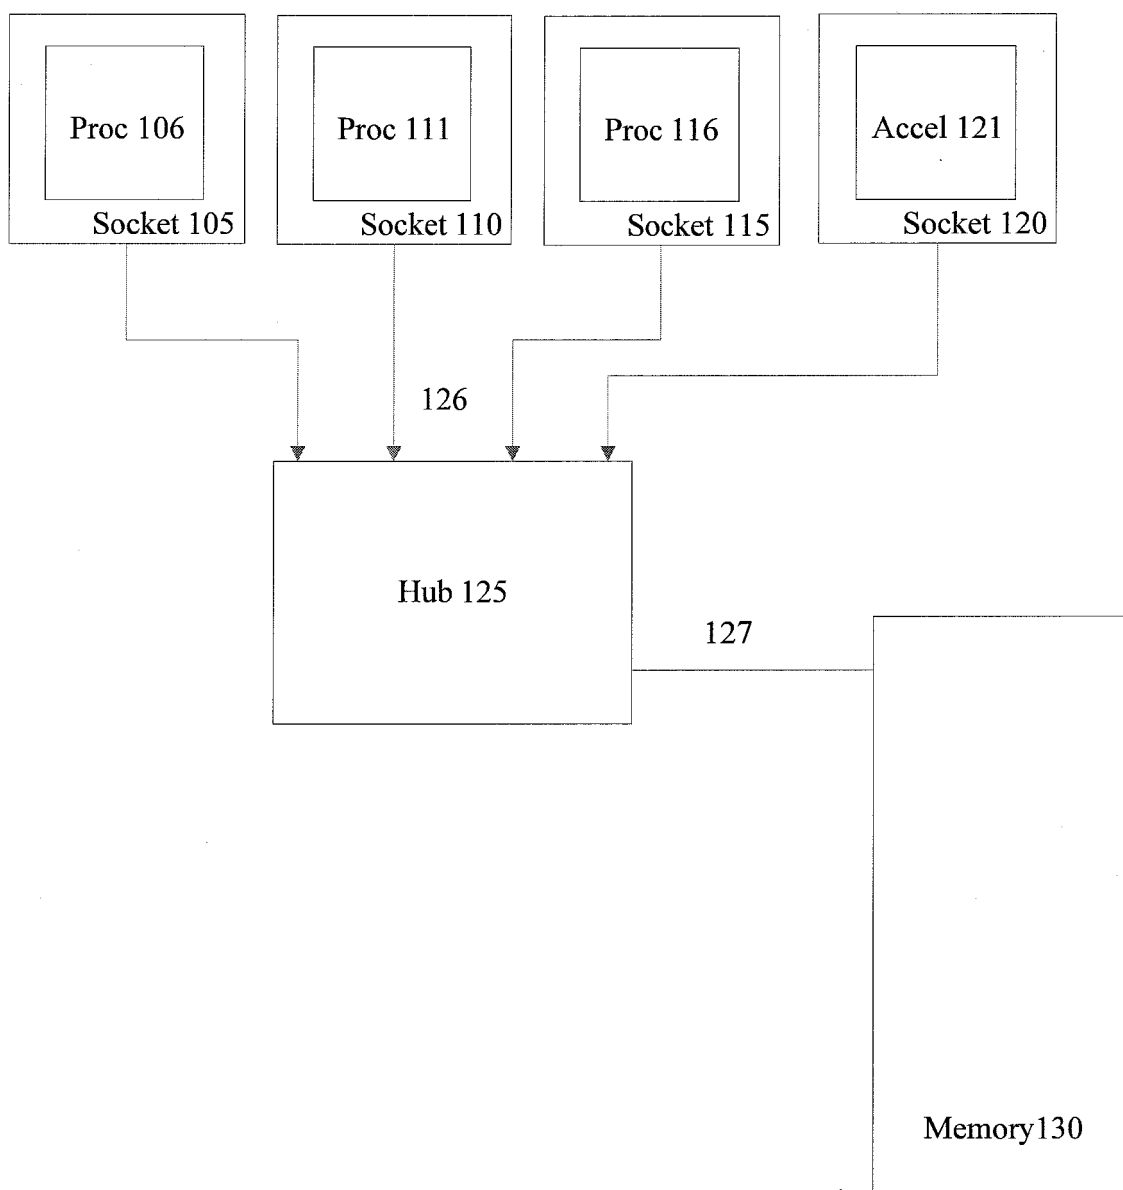 Proc 106
Proc 111
Proc 116
Accel 121
Socket 105
Socket 110
Socket 115
Socket 120
126
Hub 125
127
Memory130